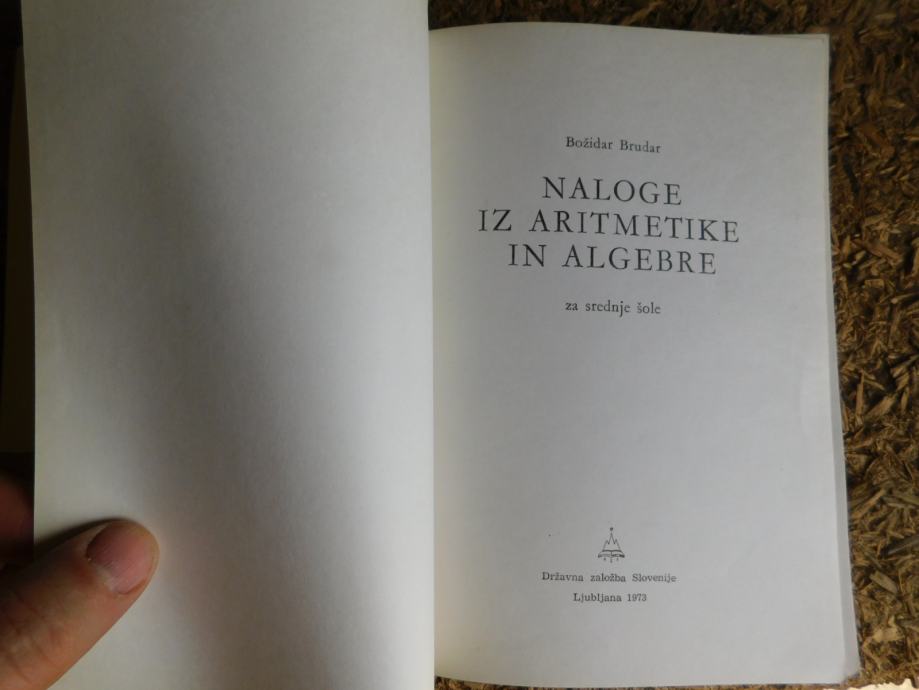 Božidar Brudar
NALOGE
IZ ARITMETIKE
IN ALGEBRE
za srednje šole
Državna založba Slovenije
Ljubljana 1973